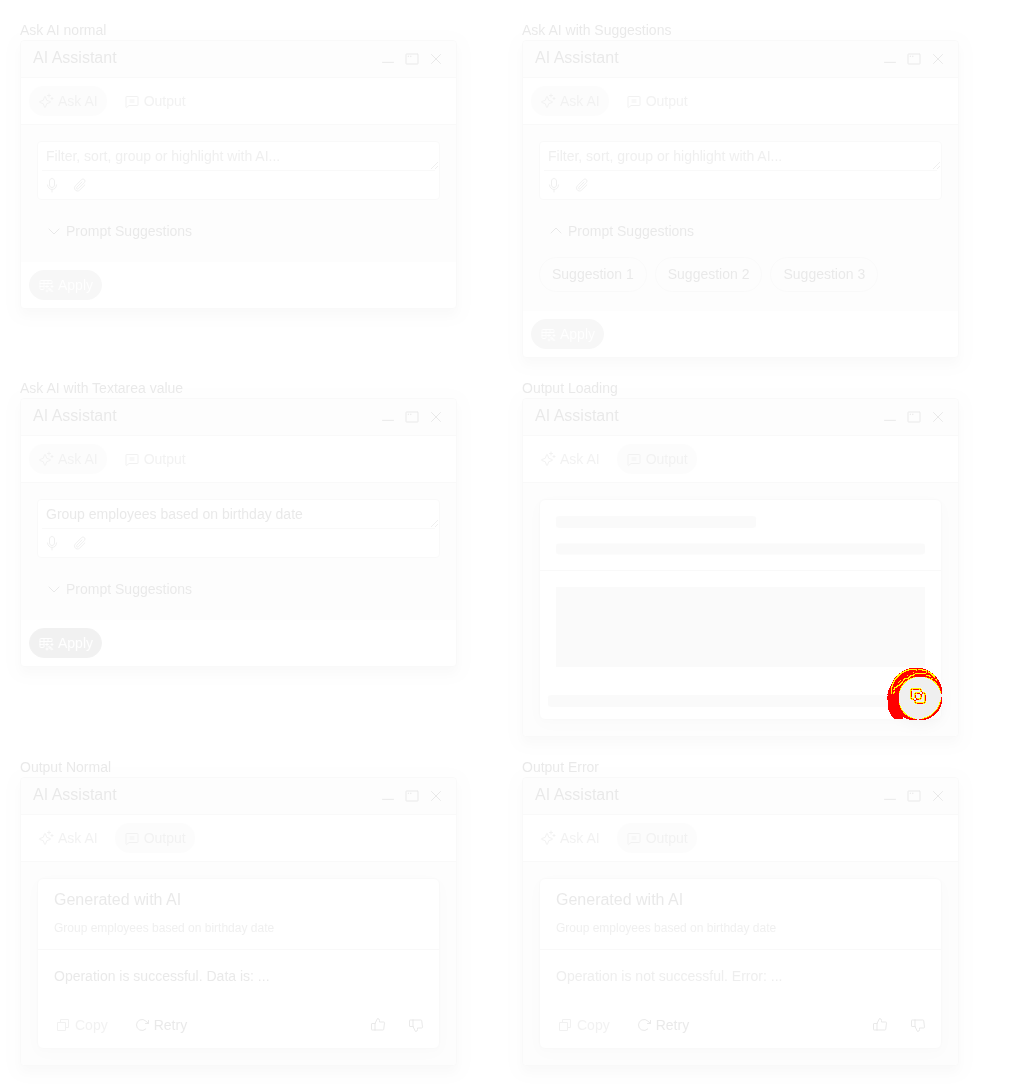 Ask AI normal
AI Assistant
Ask AI Output
Filter, sort, group or highlight with AI...
Prompt Suggestions
Apply
Ask AI with Suggestions
AI Assistant
Ask AI Output
Filter, sort, group or highlight with AI...
Prompt Suggestions
Suggestion 1 Suggestion 2 Suggestion 3
Apply
Ask AI with Textarea value
AI Assistant
Ask AI Output
Group employees based on birthday date
Prompt Suggestions
Apply
Output Loading
AI Assistant
Ask AI Output
Output Normal
AI Assistant
Ask AI Output
Generated with AI
Group employees based on birthday date
Operation is successful. Data is: ...
Copy Retry
Output Error
AI Assistant
Ask AI Output
Generated with AI
Group employees based on birthday date
Operation is not successful. Error: ...
Copy Retry